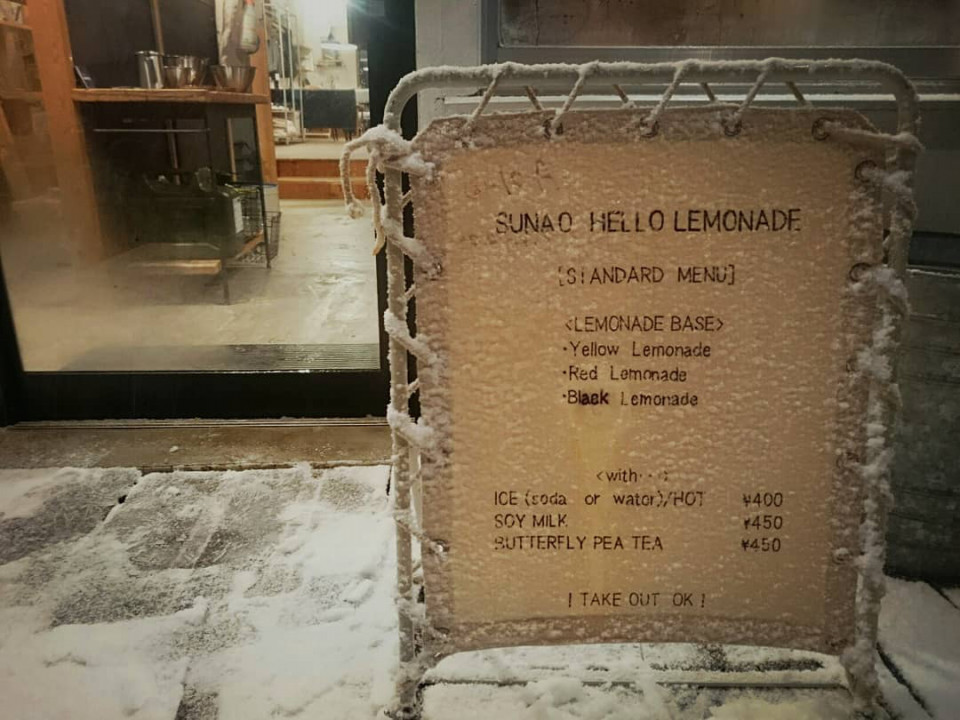 SUNAO HELLO LEMONADE
[STANDARD MENU]
<LEMONADE BASE>
・Yellow Lemonade
・Red Lemonade
・Black Lemonade
<with・・・>
ICE (soda or water)/HOT ¥400
SOY MILK ¥450
BUTTERFLY PEA TEA ¥450
! TAKE OUT OK !